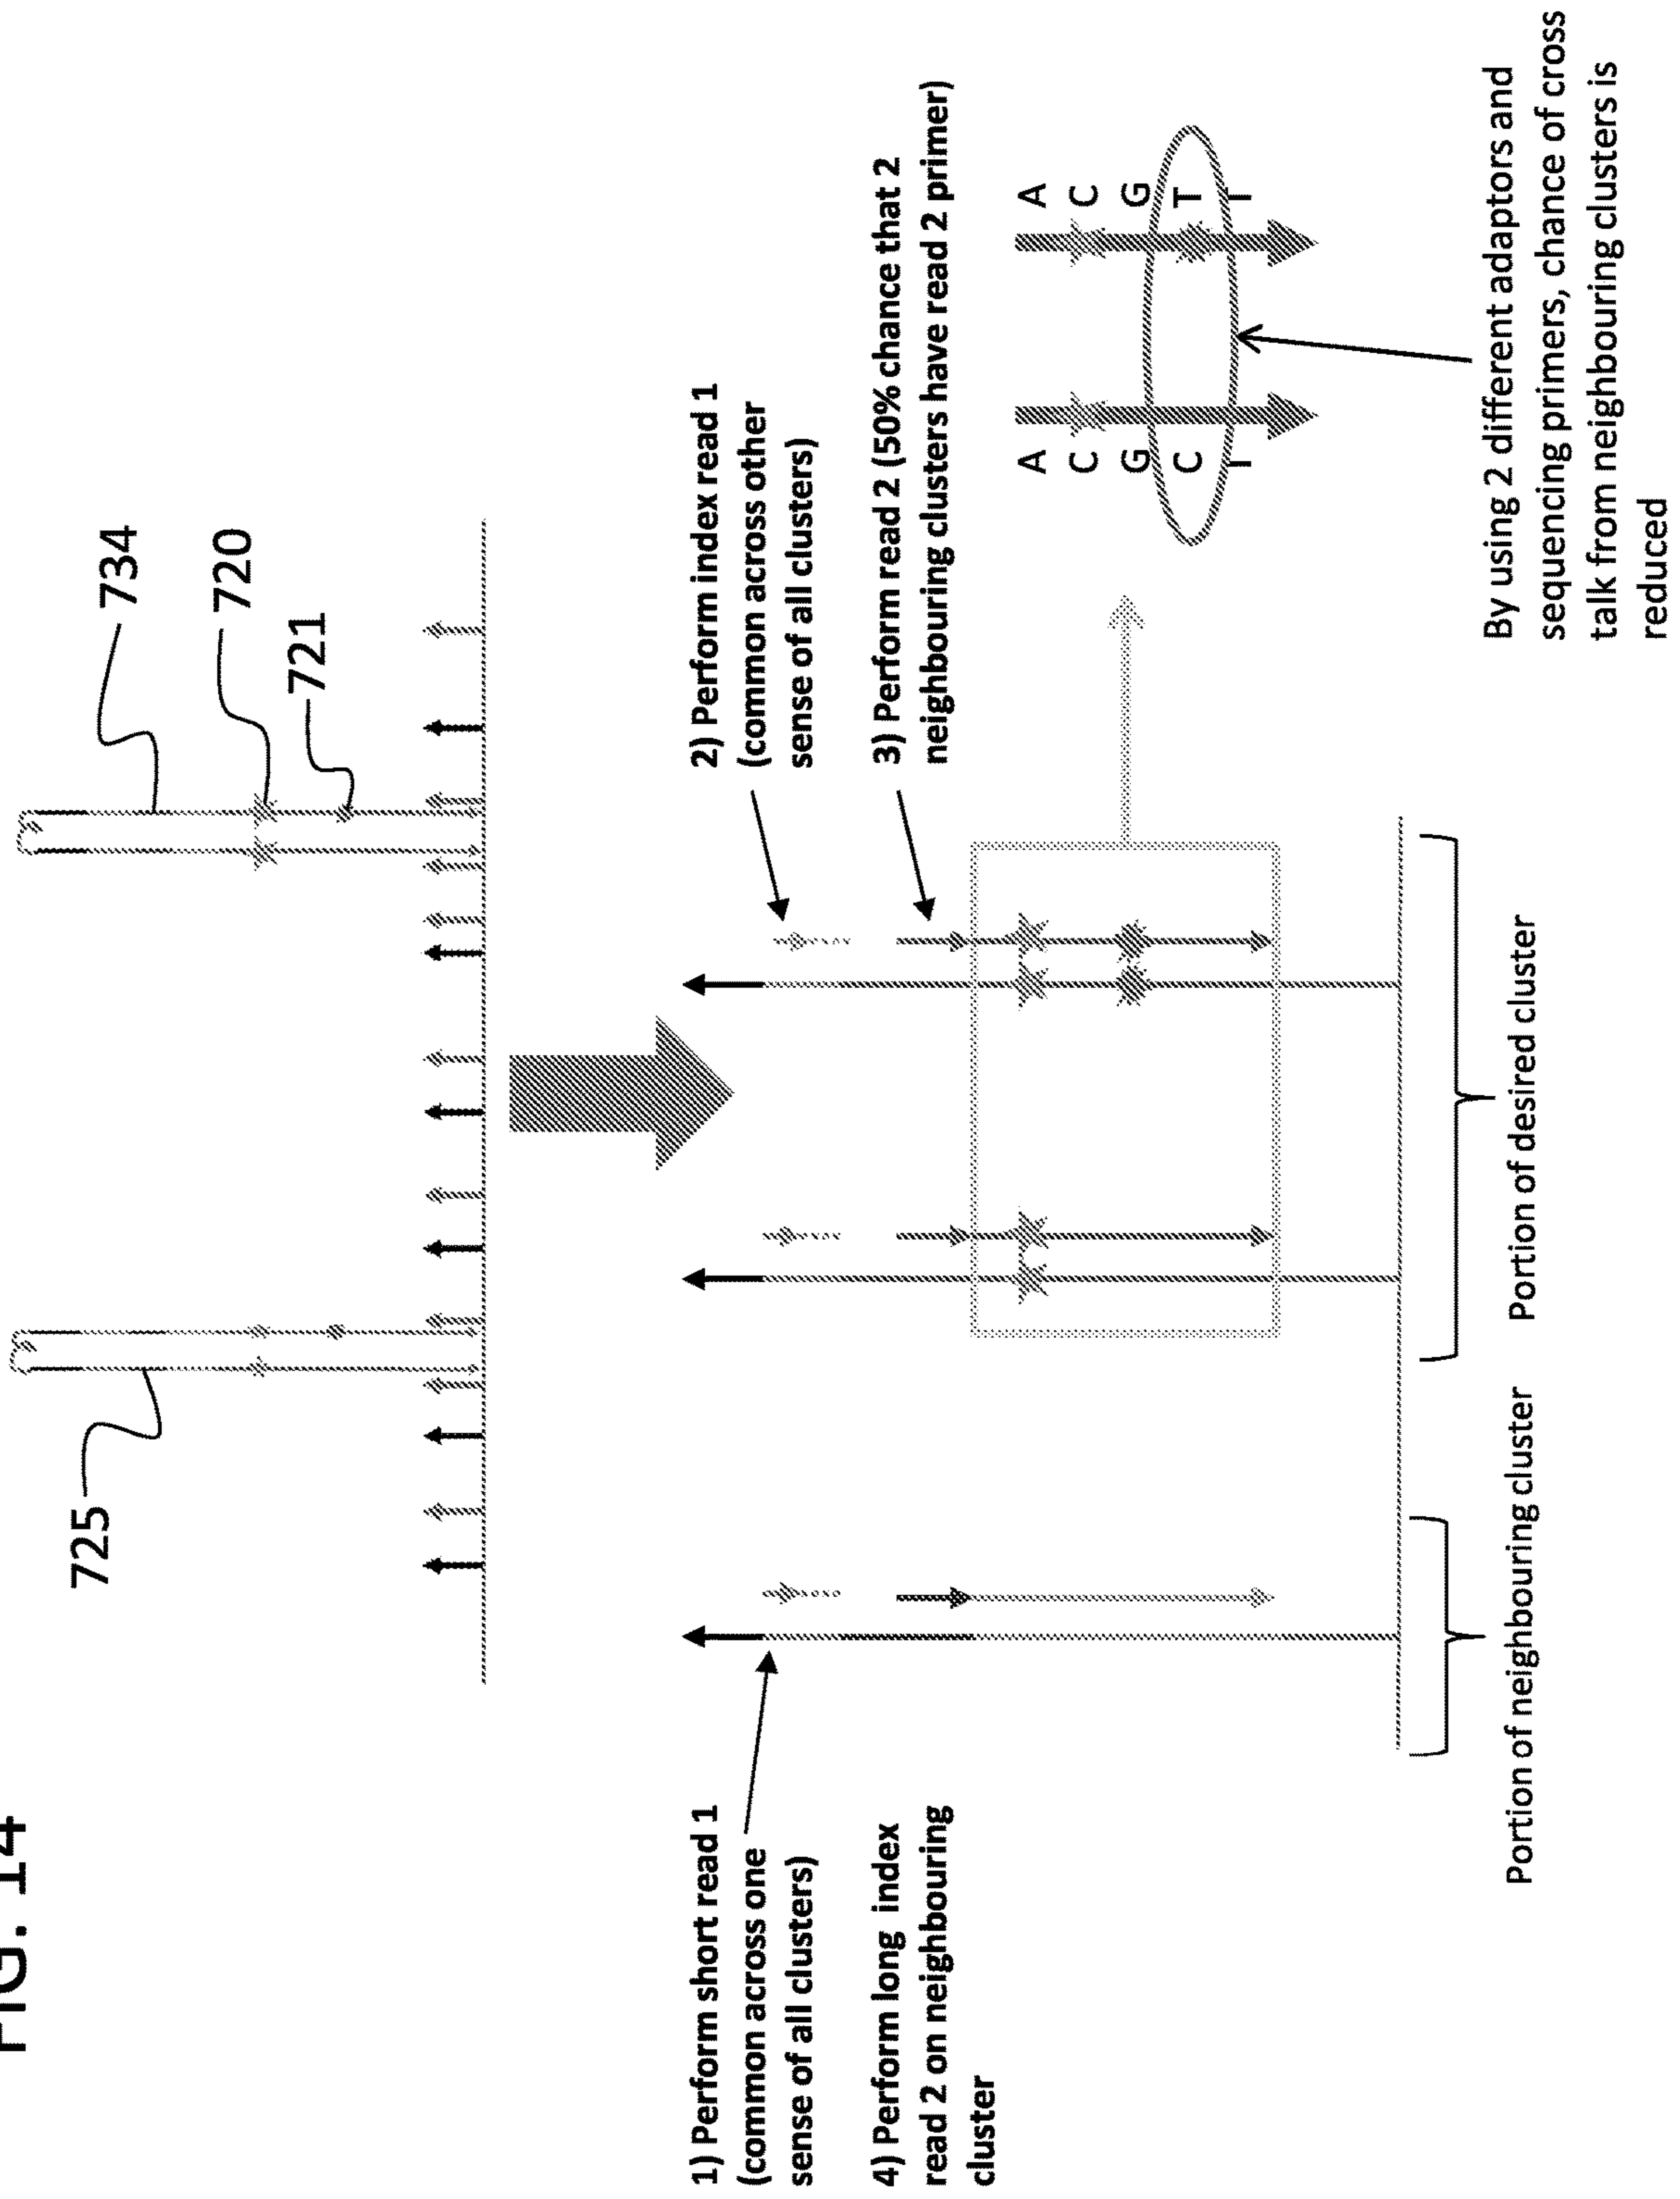 FIG. 14
725
734
720
721
1) Perform short read 1
(common across one
sense of all clusters)
4) Perform long index
read 2 on neighbouring
cluster
2) Perform index read 1
(common across other
sense of all clusters)
3) Perform read 2 (50% chance that 2
neighbouring clusters have read 2 primer)
A
C
G
C
T
A
C
G
T
T
Portion of neighbouring cluster
Portion of desired cluster
By using 2 different adaptors and
sequencing primers, chance of cross
talk from neighbouring clusters is
reduced